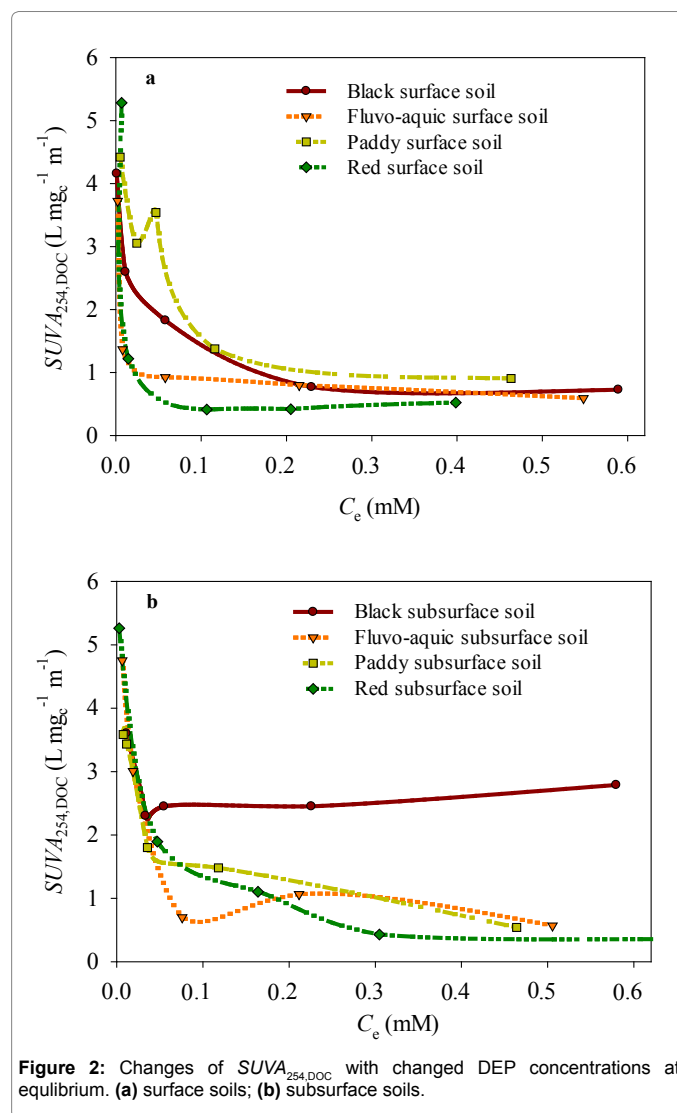 6
5
4
3
2
1
0
SUVA254,DOC (L mgc-1 m-1)
a
Black surface soil
Fluvo-aquic surface soil
Paddy surface soil
Red surface soil
0.0 0.1 0.2 0.3 0.4 0.5 0.6
Ce (mM)
6
5
4
3
2
1
0
SUVA254,DOC (L mgc-1 m-1)
b
Black subsurface soil
Fluvo-aquic subsurface soil
Paddy subsurface soil
Red subsurface soil
0.0 0.1 0.2 0.3 0.4 0.5 0.6
Ce (mM)
Figure 2: Changes of SUVA254,DOC with changed DEP concentrations at
equlibrium. (a) surface soils; (b) subsurface soils.